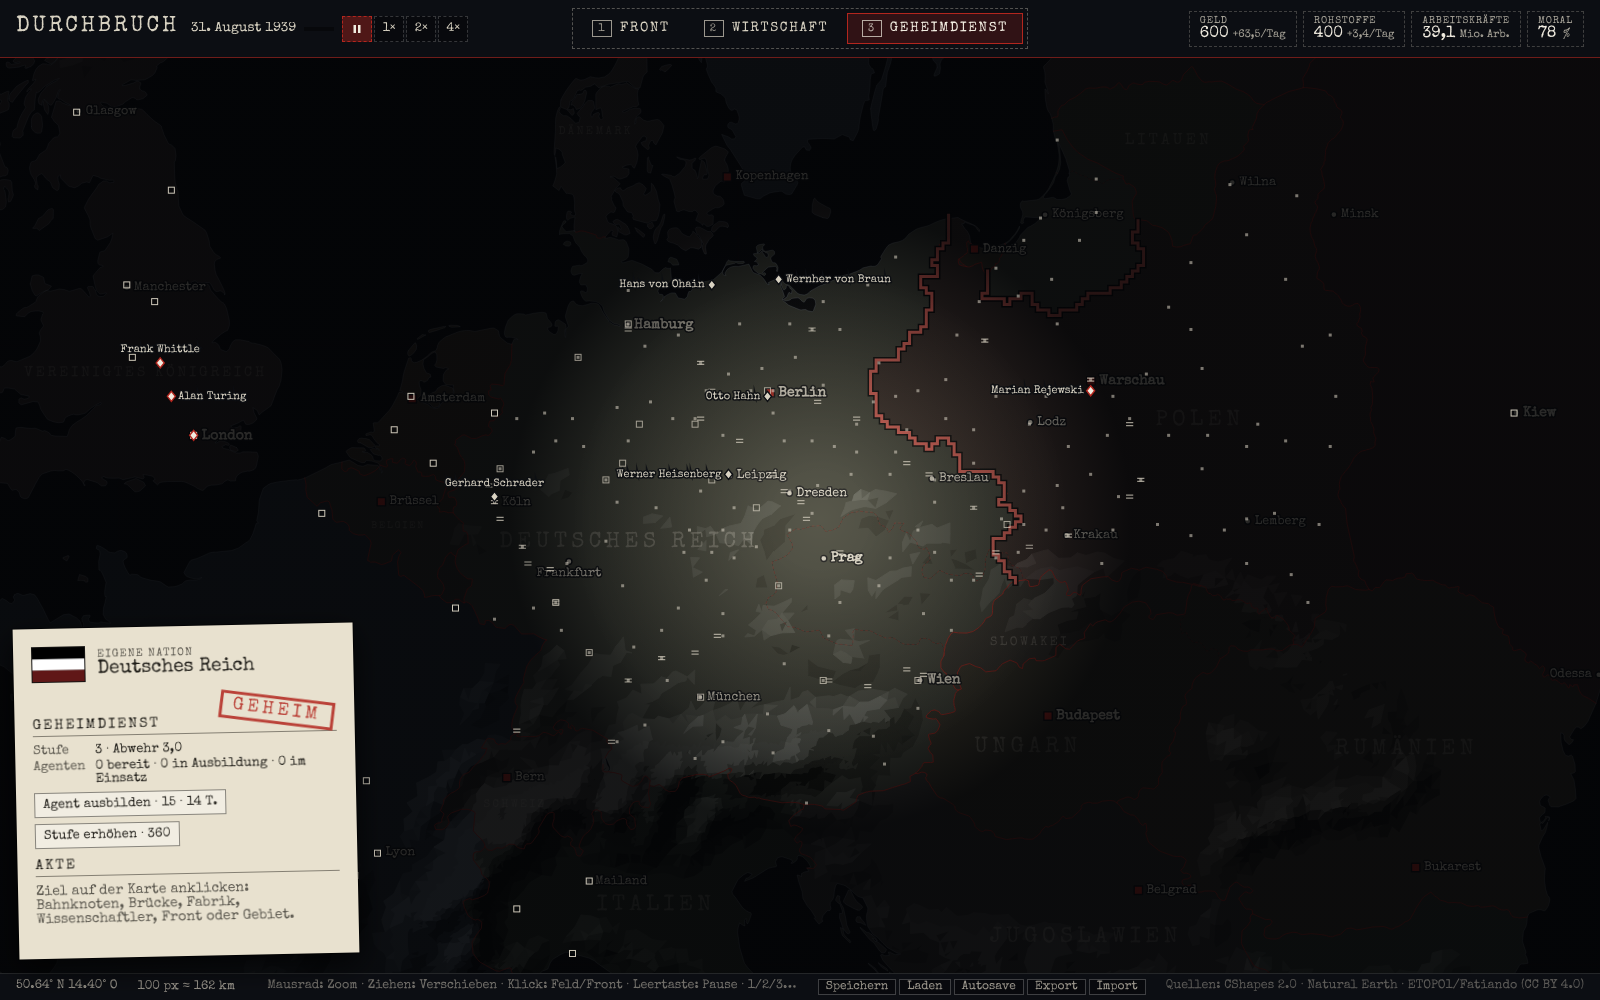 DURCHBRUCH
31. August 1939
1× 2× 4×
1 FRONT
2 WIRTSCHAFT
3 GEHEIMDIENST
GELD
600 +63,5/Tag
ROHSTOFFE
400 +3,4/Tag
ARBEITSKRÄFTE
39,1 Mio. Arb.
MORAL
78 %
Glasgow
DÄNEMARK
LITAUEN
Kopenhagen
Wilna
Königsberg
Minsk
Danzig
Manchester
Hans von Ohain
Wernher von Braun
Hamburg
Frank Whittle
VEREINIGTES KÖNIGREICH
Warschau
Marian Rejewski
Alan Turing
Amsterdam
Otto Hahn
Berlin
Lodz
POLEN
Kiew
London
Werner Heisenberg
Leipzig
Breslau
Gerhard Schrader
Dresden
Brüssel
Köln
BELGIEN
Lemberg
DEUTSCHES REICH
Krakau
Prag
Frankfurt
SLOWAKEI
Wien
Odessa
München
Budapest
UNGARN
RUMÄNIEN
Bern
Lyon
Mailand
Bukarest
Belgrad
ITALIEN
JUGOSLAWIEN
EIGENE NATION
Deutsches Reich
GEHEIM
GEHEIMDIENST
Stufe 3 · Abwehr 3,0
Agenten 0 bereit · 0 in Ausbildung · 0 im
Einsatz
Agent ausbilden · 15 · 14 T.
Stufe erhöhen · 360
AKTE
Ziel auf der Karte anklicken:
Bahnknoten, Brücke, Fabrik,
Wissenschaftler, Front oder Gebiet.
50.64° N 14.40° O
100 px ≈ 162 km
Mausrad: Zoom · Ziehen: Verschieben · Klick: Feld/Front · Leertaste: Pause · 1/2/3…
Speichern
Laden
Autosave
Export
Import
Quellen: CShapes 2.0 · Natural Earth · ETOPO1/Fatiando (CC BY 4.0)